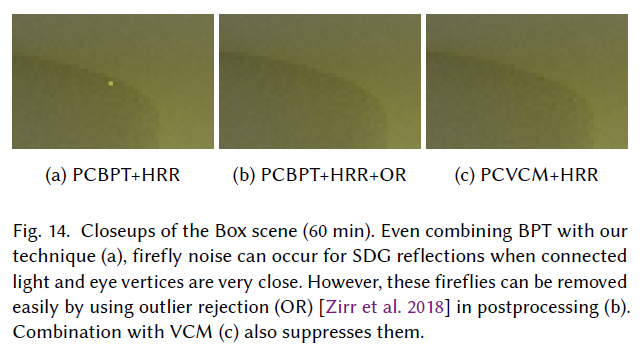 (a) PCBPT+HRR (b) PCBPT+HRR+OR (c) PCVCM+HRR
Fig. 14. Closeups of the Box scene (60 min). Even combining BPT with our
technique (a), firefly noise can occur for SDG reflections when connected
light and eye vertices are very close. However, these fireflies can be removed
easily by using outlier rejection (OR) [Zirr et al. 2018] in postprocessing (b).
Combination with VCM (c) also suppresses them.